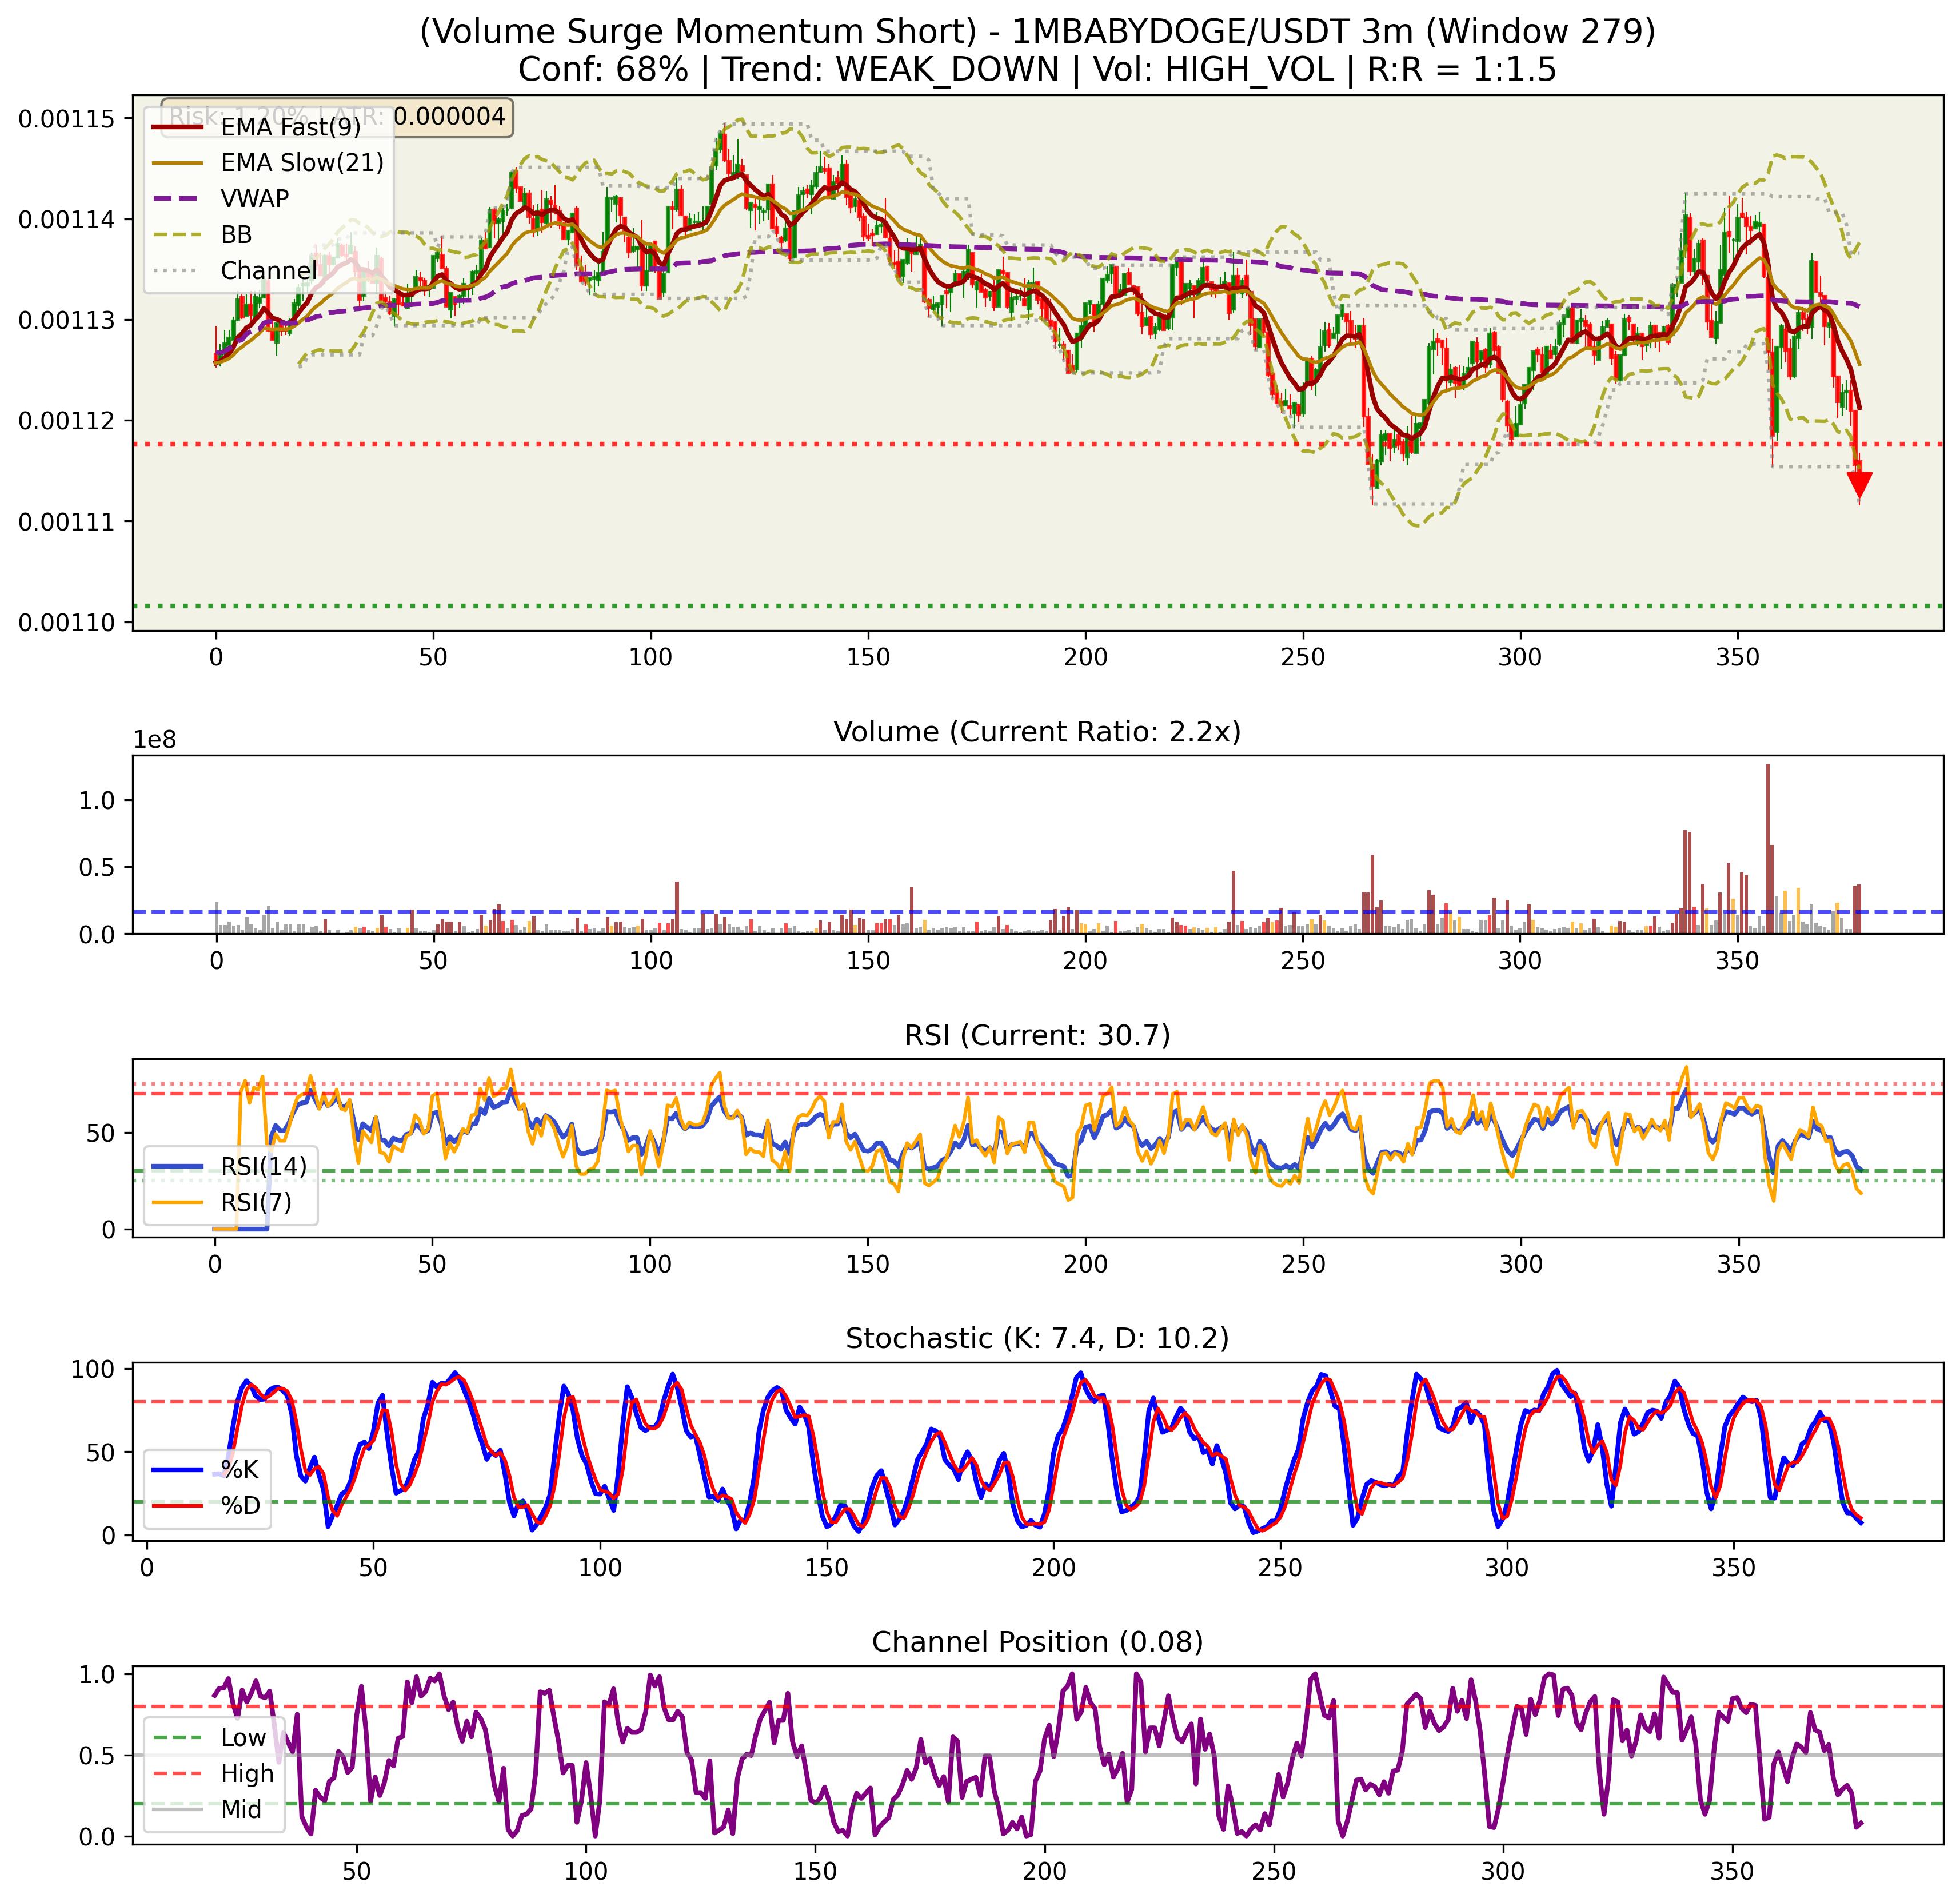 (Volume Surge Momentum Short) - 1MBABYDOGE/USDT 3m (Window 279)
Conf: 68% | Trend: WEAK_DOWN | Vol: HIGH_VOL | R:R = 1:1.5
Risk: 1.20% | ATR: 0.000004
EMA Fast(9)
EMA Slow(21)
VWAP
BB
Channel
0.00115
0.00114
0.00113
0.00112
0.00111
0.00110
0 50 100 150 200 250 300 350
Volume (Current Ratio: 2.2x)
1e8
1.0
0.5
0.0
0 50 100 150 200 250 300 350
RSI (Current: 30.7)
50
0
RSI(14)
RSI(7)
0 50 100 150 200 250 300 350
Stochastic (K: 7.4, D: 10.2)
100
50
0
%K
%D
0 50 100 150 200 250 300 350
Channel Position (0.08)
1.0
0.5
0.0
Low
High
Mid
50 100 150 200 250 300 350